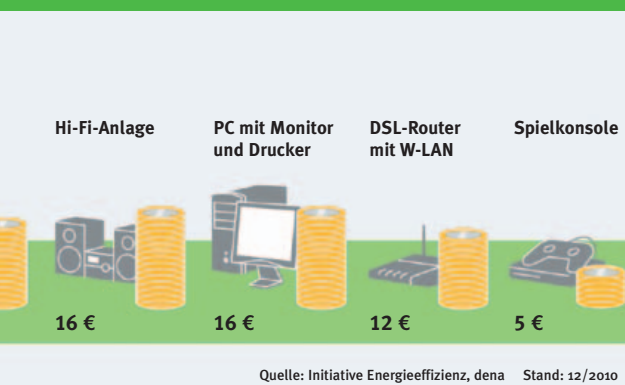 Hi-Fi-Anlage
PC mit Monitor
und Drucker
DSL-Router
mit W-LAN
Spielkonsole
16 €
16 €
12 €
5 €
Quelle: Initiative Energieeffizienz, dena Stand: 12/2010